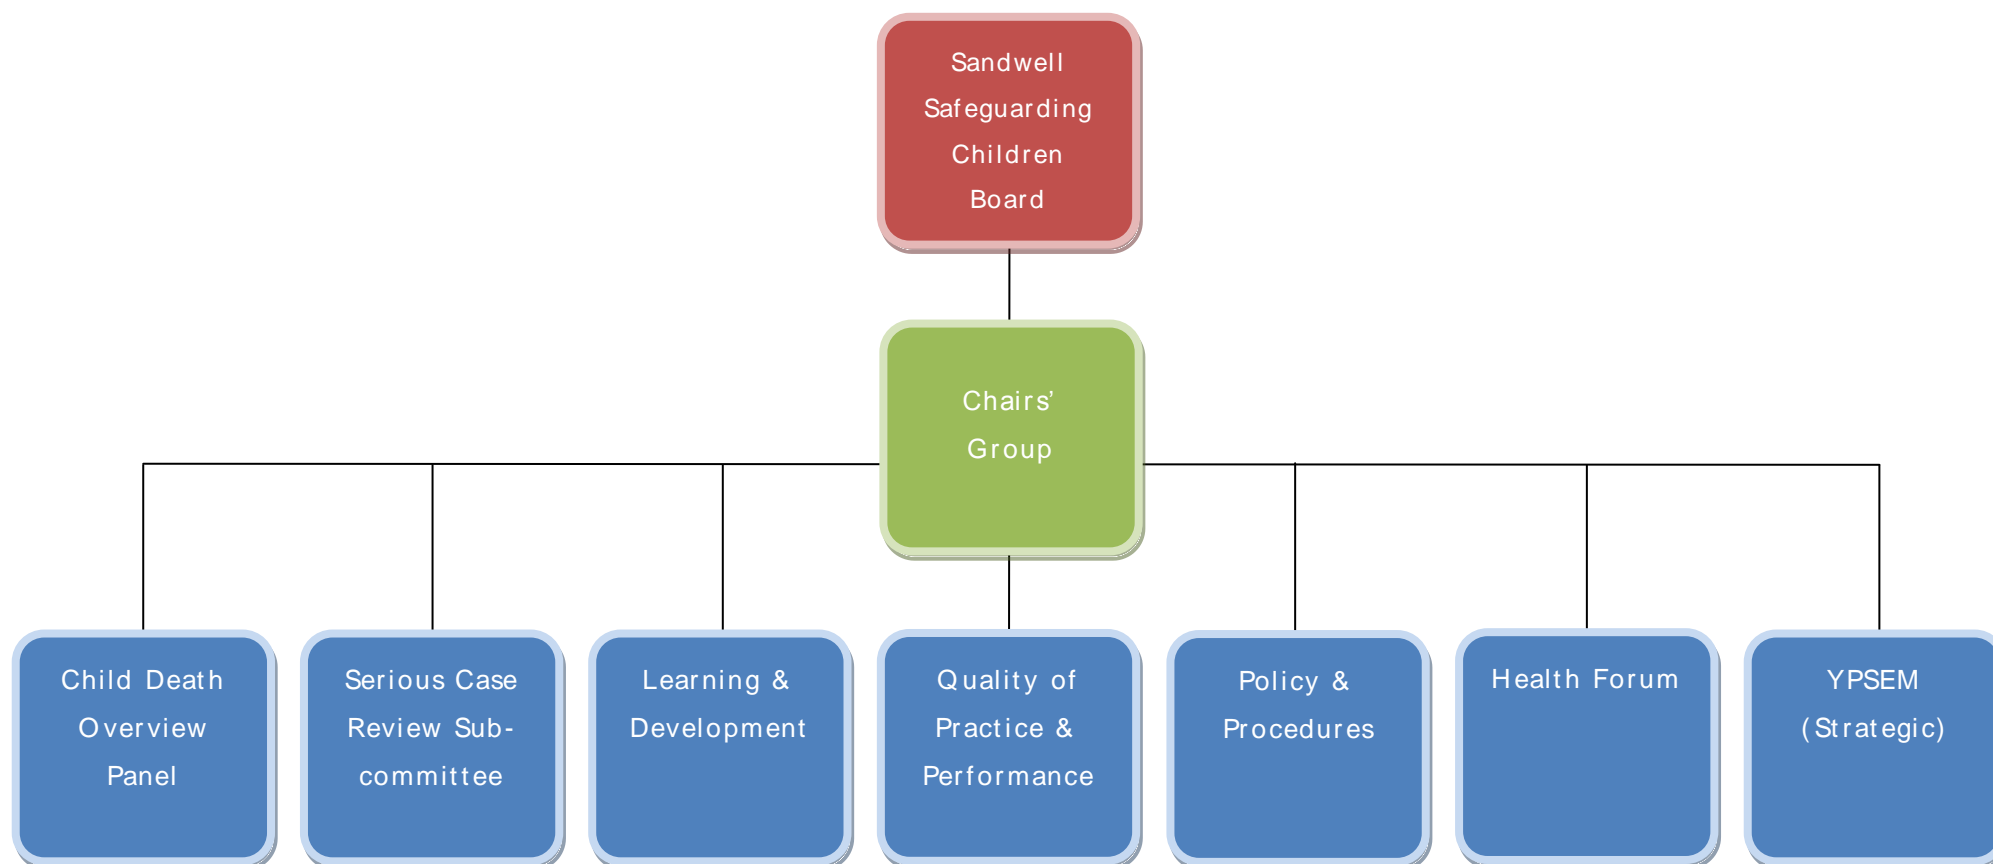 Sandwell
Safeguarding
Children
Board
Chairs’
Group
Child Death
Overview
Panel
Serious Case
Review Sub-
committee
Learning &
Development
Quality of
Practice &
Performance
Policy &
Procedures
Health Forum
YPSEM
(Strategic)